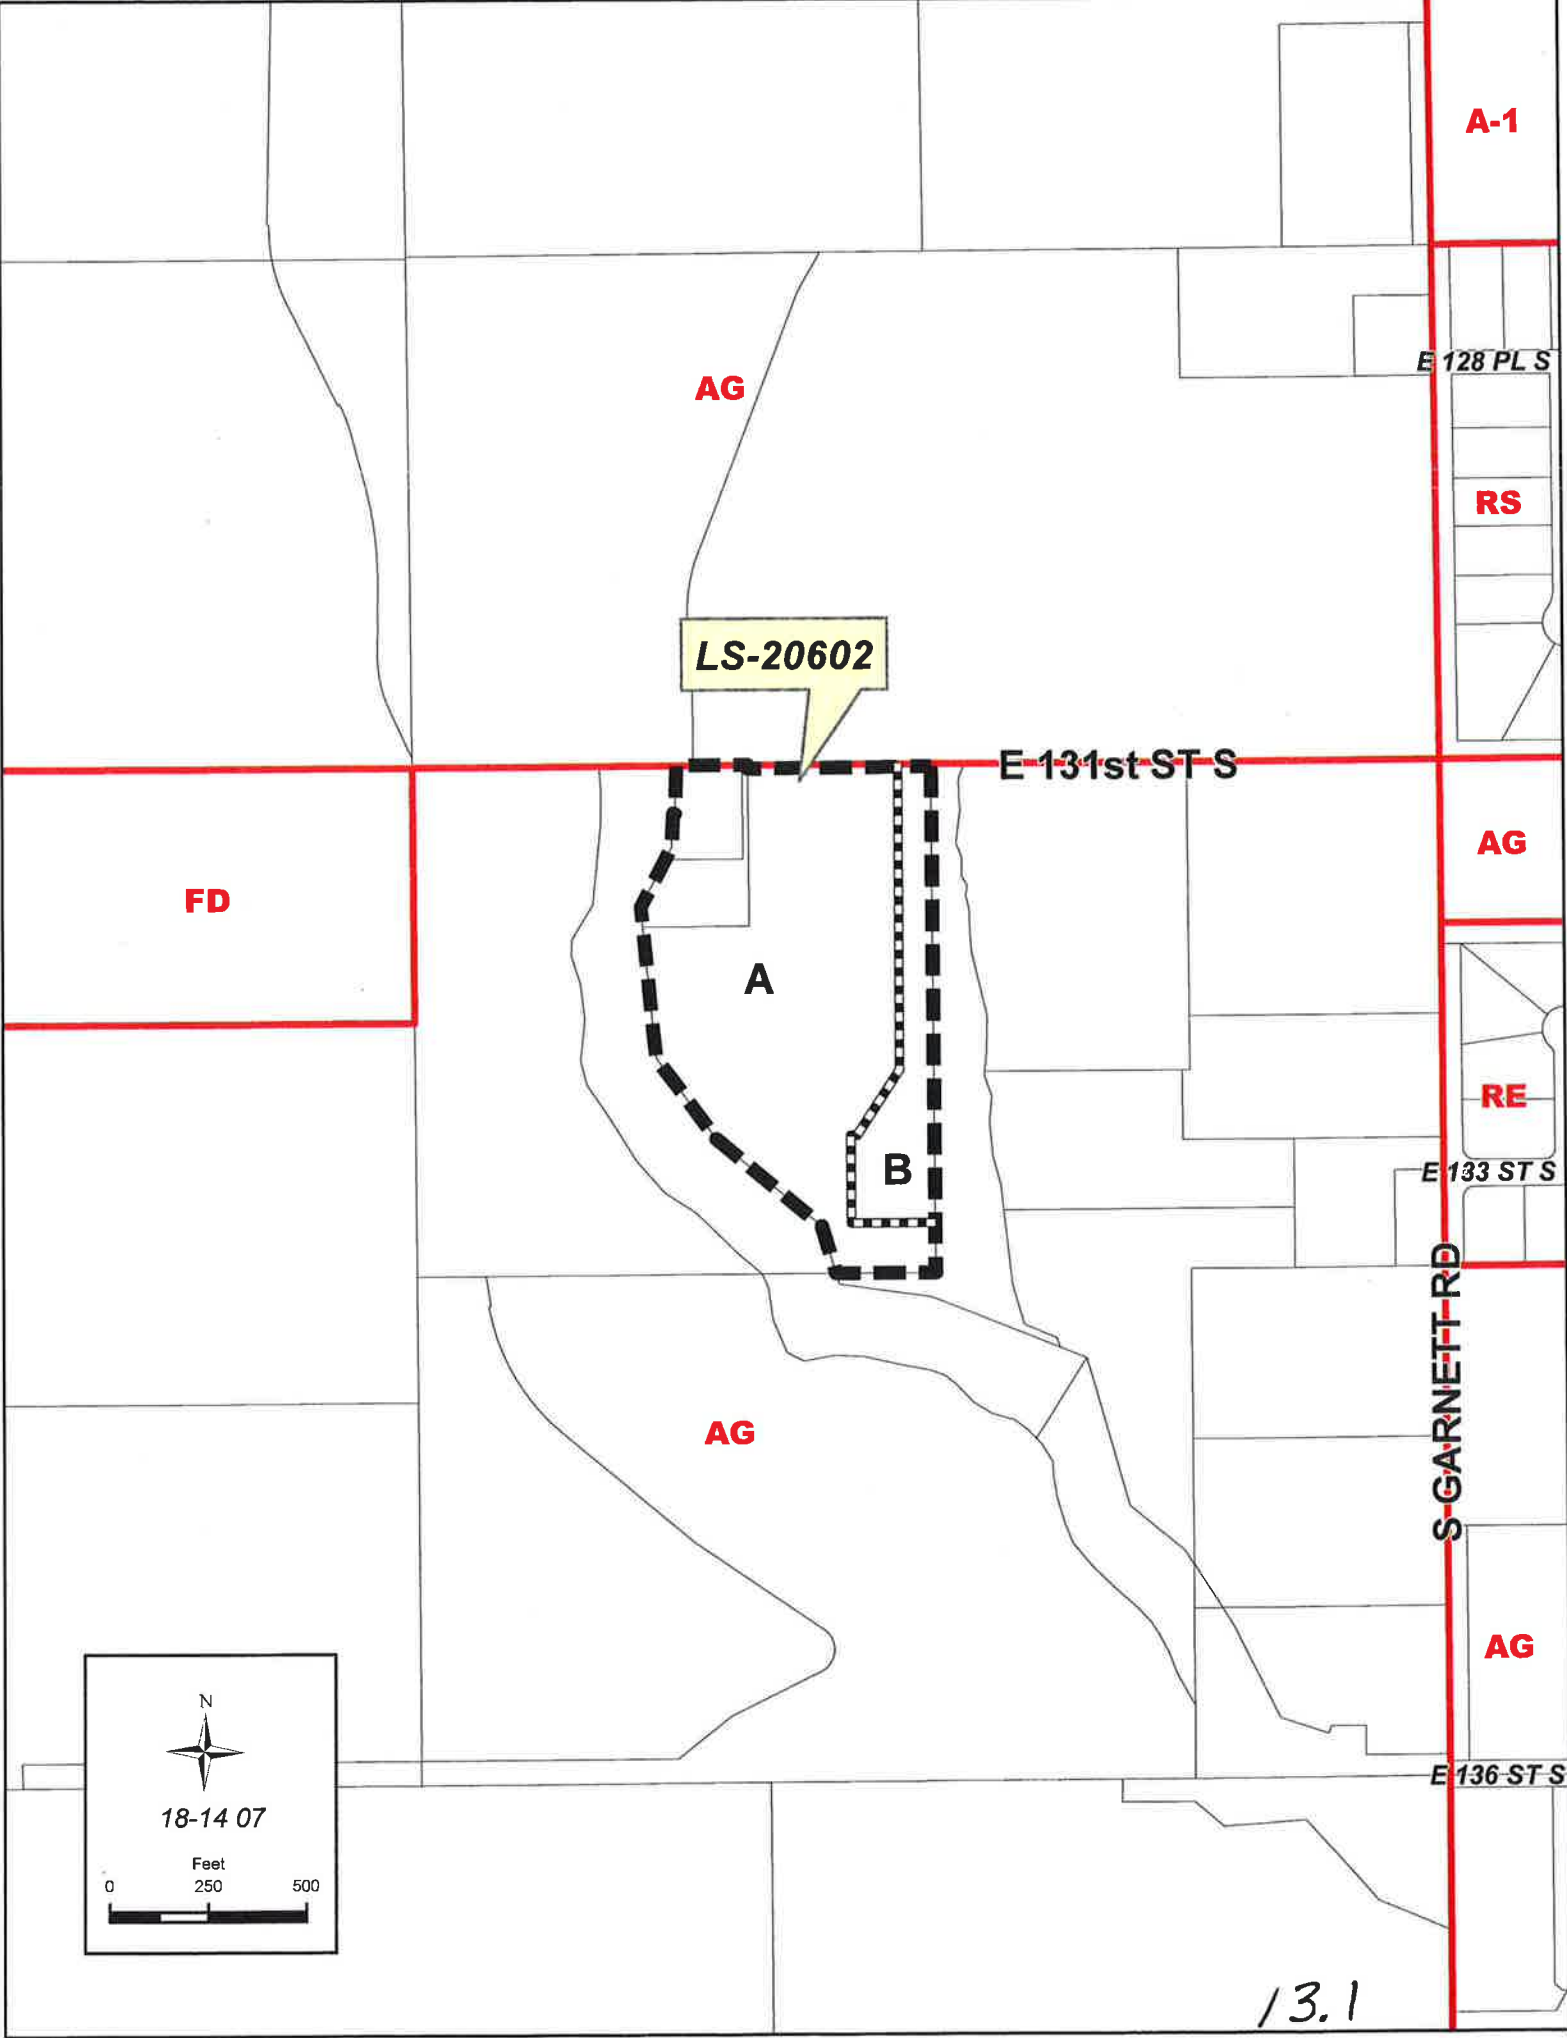 A-1
E 128 PL S
AG
RS
LS-20602
E 131st ST S
AG
FD
A
RE
B
E 133 ST S
S GARNETT RD
AG
AG
N
18-14 07
Feet
0 250 500
E 136 ST S
13.1